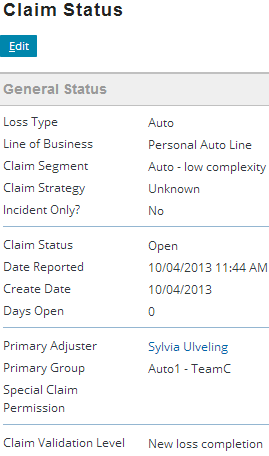 Claim Status
Edit
General Status
Loss Type Auto
Line of Business Personal Auto Line
Claim Segment Auto - low complexity
Claim Strategy Unknown
Incident Only? No
Claim Status Open
Date Reported 10/04/2013 11:44 AM
Create Date 10/04/2013
Days Open 0
Primary Adjuster Sylvia Ulveling
Primary Group Auto1 - TeamC
Special Claim
Permission
Claim Validation Level New loss completion